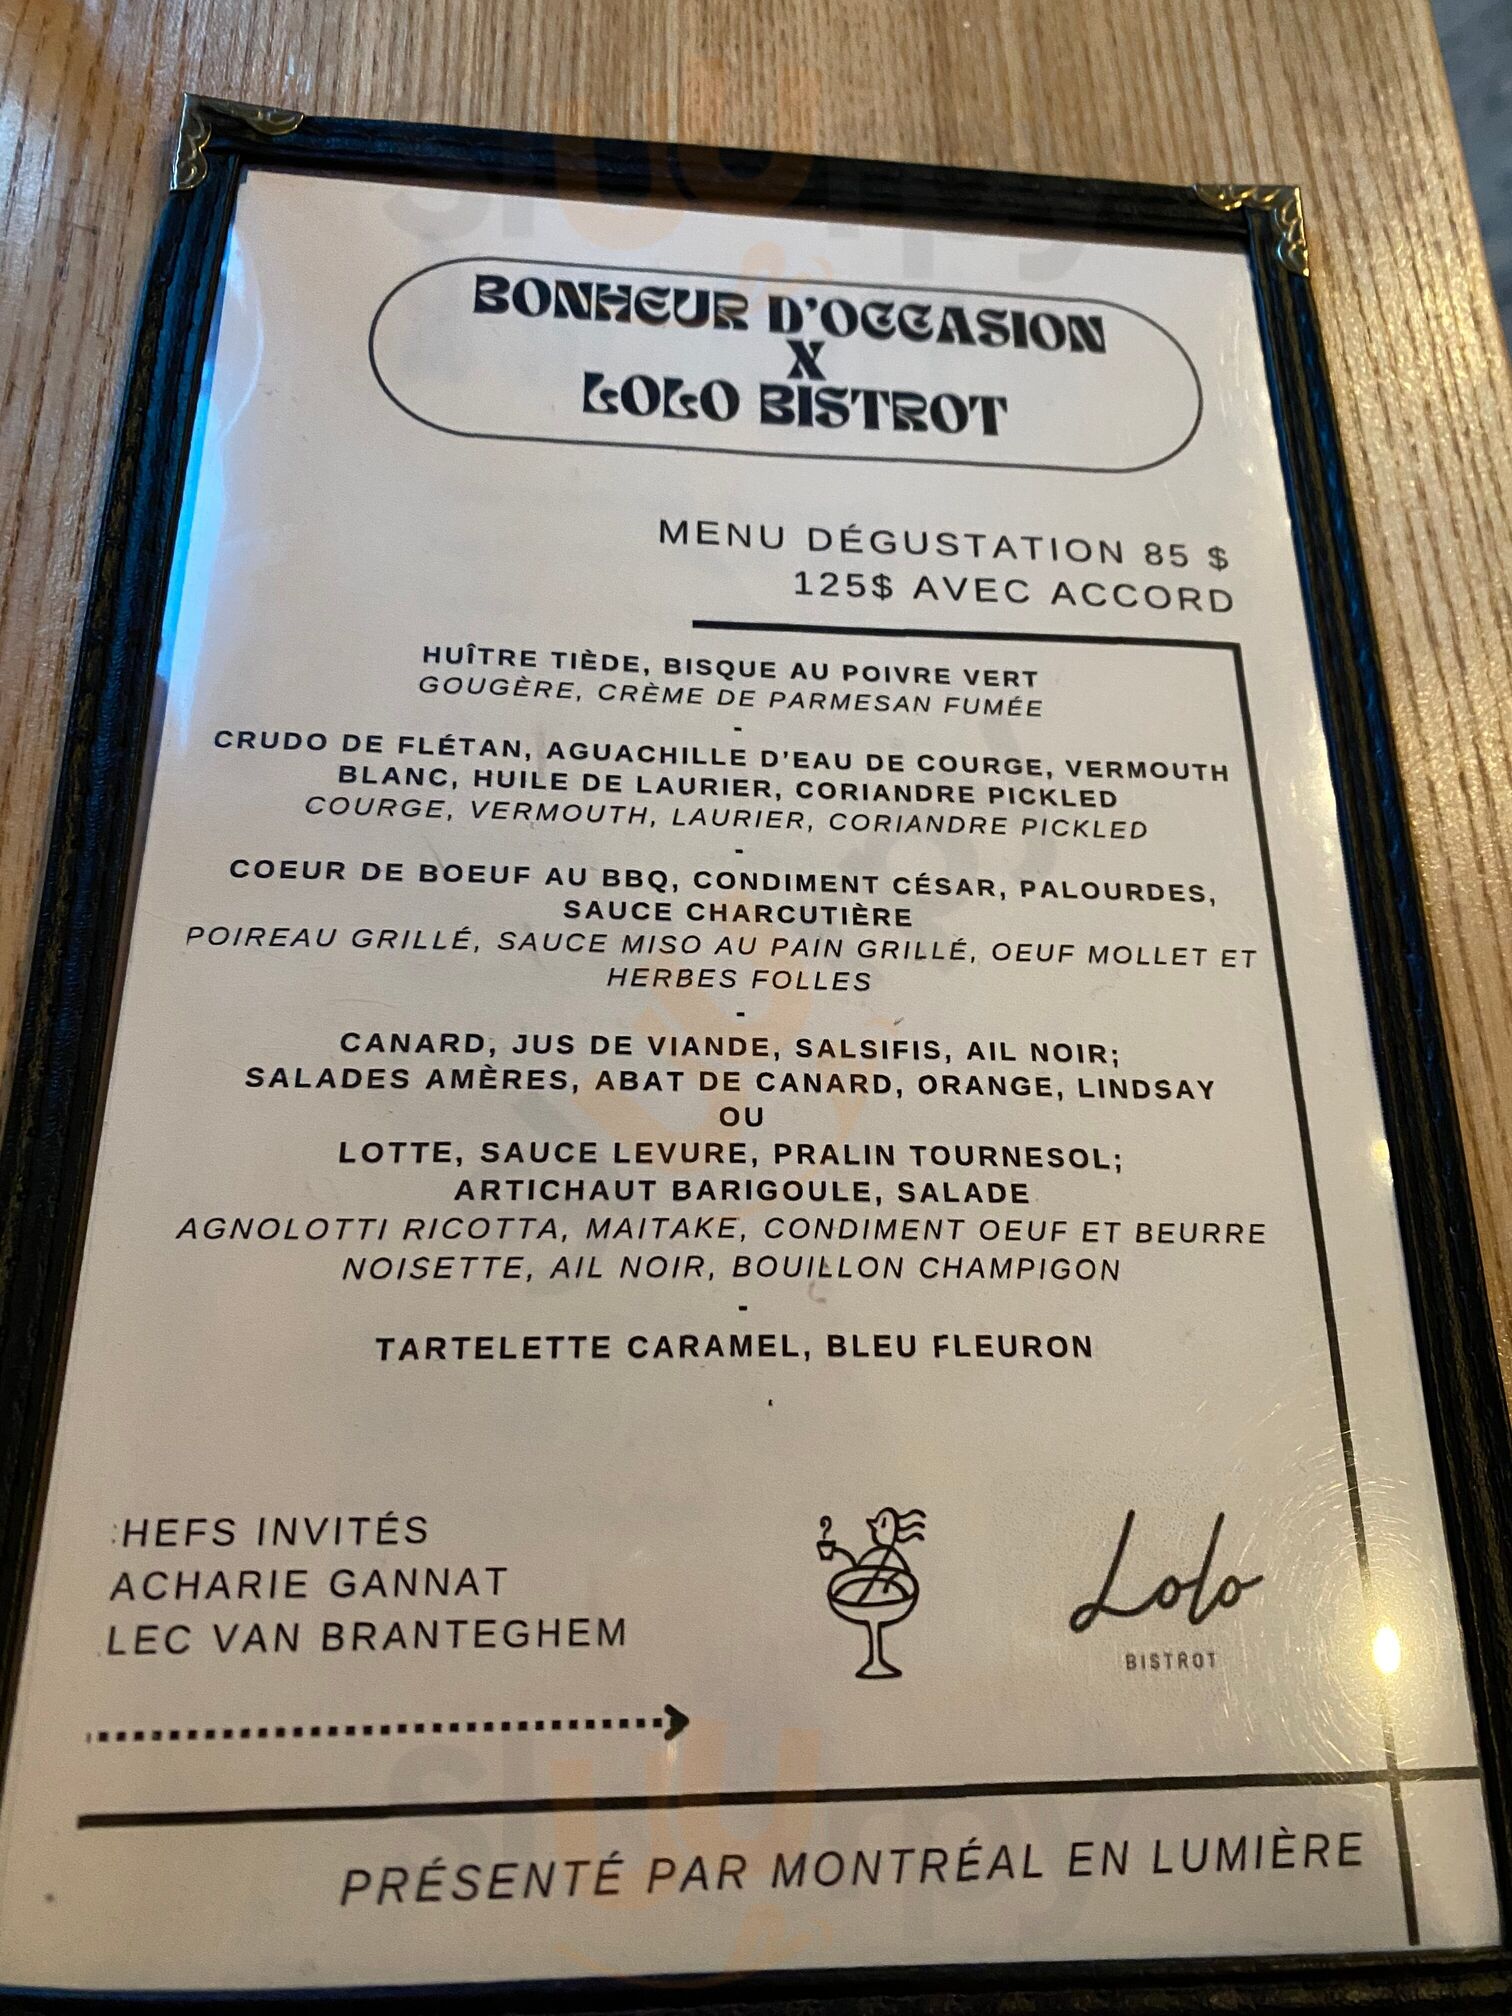 BONHEUR D'OCCASION
X
LOLO BISTROT
MENU DÉGUSTATION 85 $
125$ AVEC ACCORD
HUÎTRE TIÈDE, BISQUE AU POIVRE VERT
GOUGÈRE, CRÈME DE PARMESAN FUMÉE
-
CRUDO DE FLÉTAN, AGUACHILLE D'EAU DE COURGE, VERMOUTH
BLANC, HUILE DE LAURIER, CORIANDRE PICKLED
COURGE, VERMOUTH, LAURIER, CORIANDRE PICKLED
-
COEUR DE BOEUF AU BBQ, CONDIMENT CÉSAR, PALOURDES,
SAUCE CHARCUTIÈRE
POIREAU GRILLÉ, SAUCE MISO AU PAIN GRILLÉ, OEUF MOLLET ET
HERBES FOLLES
-
CANARD, JUS DE VIANDE, SALSIFIS, AIL NOIR;
SALADES AMÈRES, ABAT DE CANARD, ORANGE, LINDSAY
OU
LOTTE, SAUCE LEVURE, PRALIN TOURNESOL;
ARTICHAUT BARIGOULE, SALADE
AGNOLOTTI RICOTTA, MAITAKE, CONDIMENT OEUF ET BEURRE
NOISETTE, AIL NOIR, BOUILLON CHAMPIGON
-
TARTELETTE CARAMEL, BLEU FLEURON
HEFS INVITÉS
ACHARIE GANNAT
LEC VAN BRANTEGHEM
Lolo
BISTROT
PRÉSENTÉ PAR MONTRÉAL EN LUMIÈRE
sluurpy
sluurpy